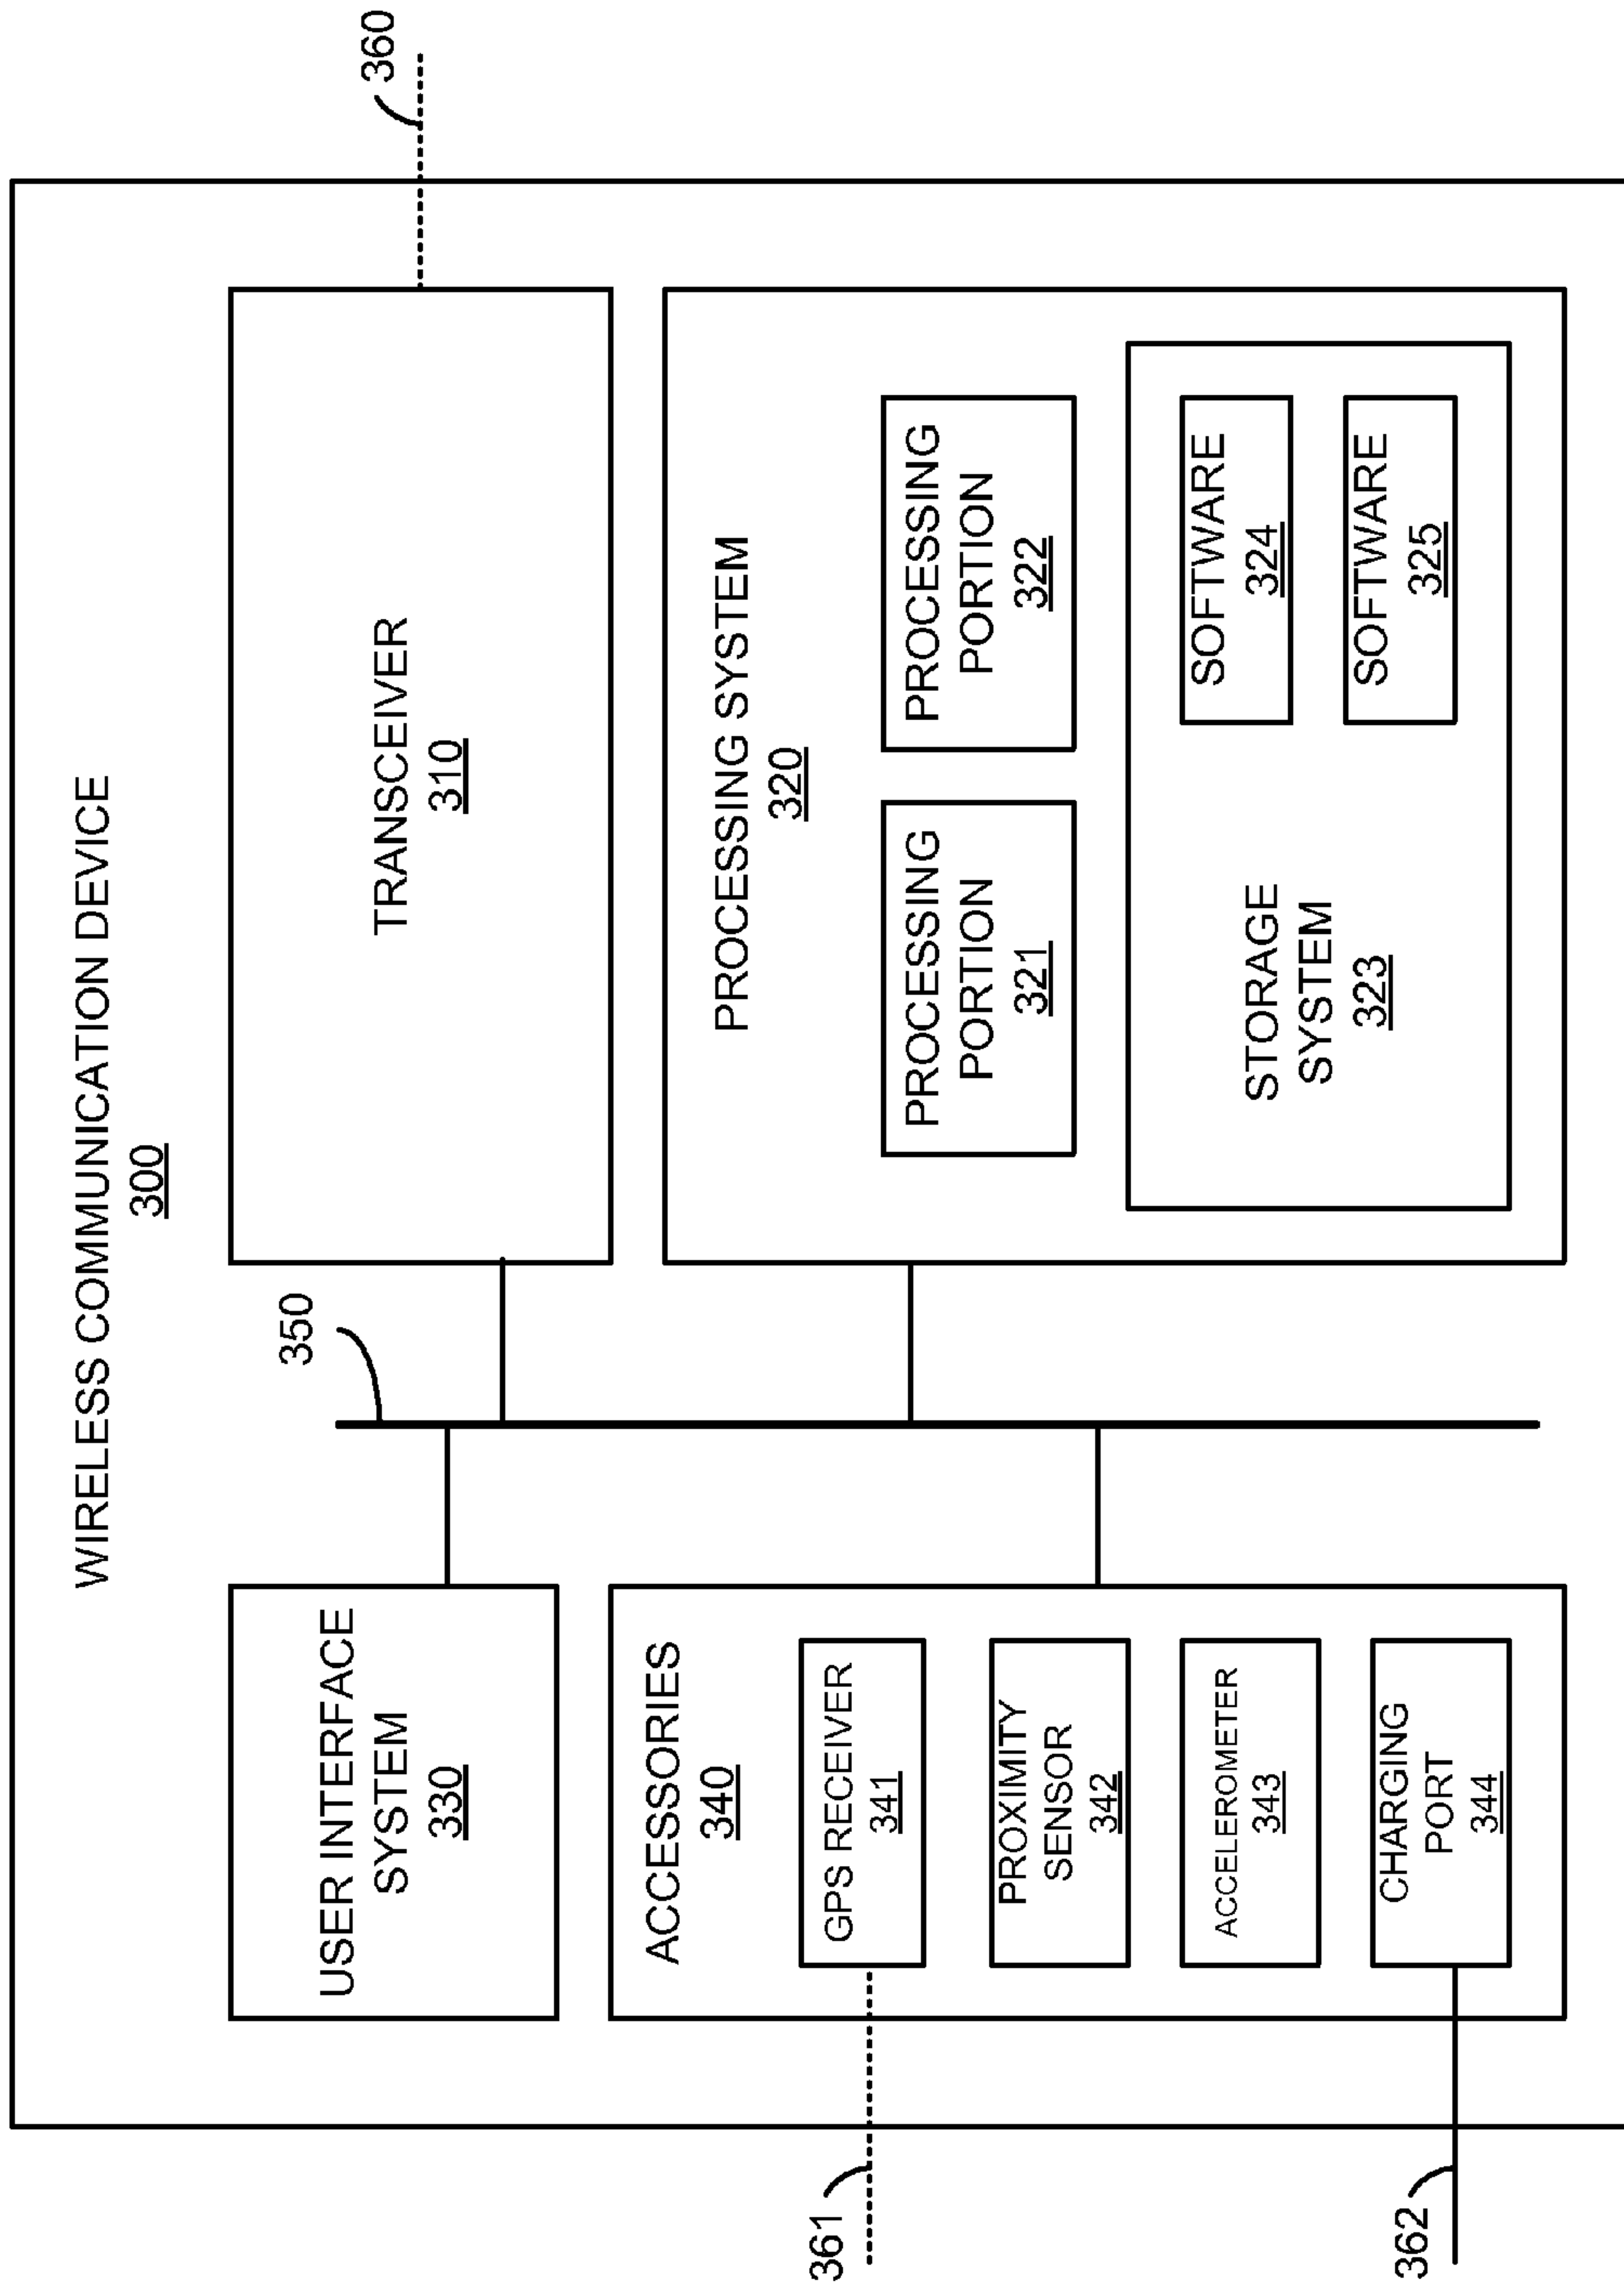 WIRELESS COMMUNICATION DEVICE
300
USER INTERFACE
SYSTEM
330
350
TRANSCEIVER
310
360
ACCESSORIES
340
GPS RECEIVER
341
PROXIMITY
SENSOR
342
ACCELEROMETER
343
CHARGING
PORT
344
361
362
PROCESSING SYSTEM
320
PROCESSING
PORTION
321
PROCESSING
PORTION
322
STORAGE
SYSTEM
323
SOFTWARE
324
SOFTWARE
325